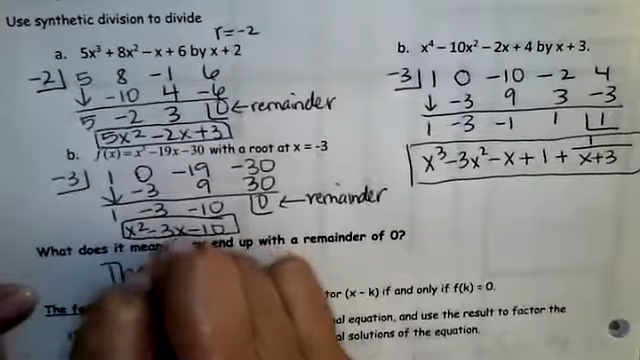 Use synthetic division to divide
r=-2
a. 5x³ + 8x² – x + 6 by x + 2
-2 5 8 -1 6
↓ -10 4 -6
5 -2 3 0 ← remainder
5x2 -2x+3
b. f(x)= x³ –19x–30 with a root at x = -3
-3 1 0 -19 -30
↓ -3 9 30
1 -3 -10 0 ← remainder
x2-3x-10
b. x⁴ – 10x² – 2x + 4 by x + 3.
-3 1 0 -10 -2 4
↓ -3 9 3 -3
1 -3 -1 1 1
x³-3x²-x+1+ 1/x+3
What does it mean end up with a remainder of 0?
The
The
(x – k) if and only if f(k) = 0.
equation, and use the result to factor the
solutions of the equation.